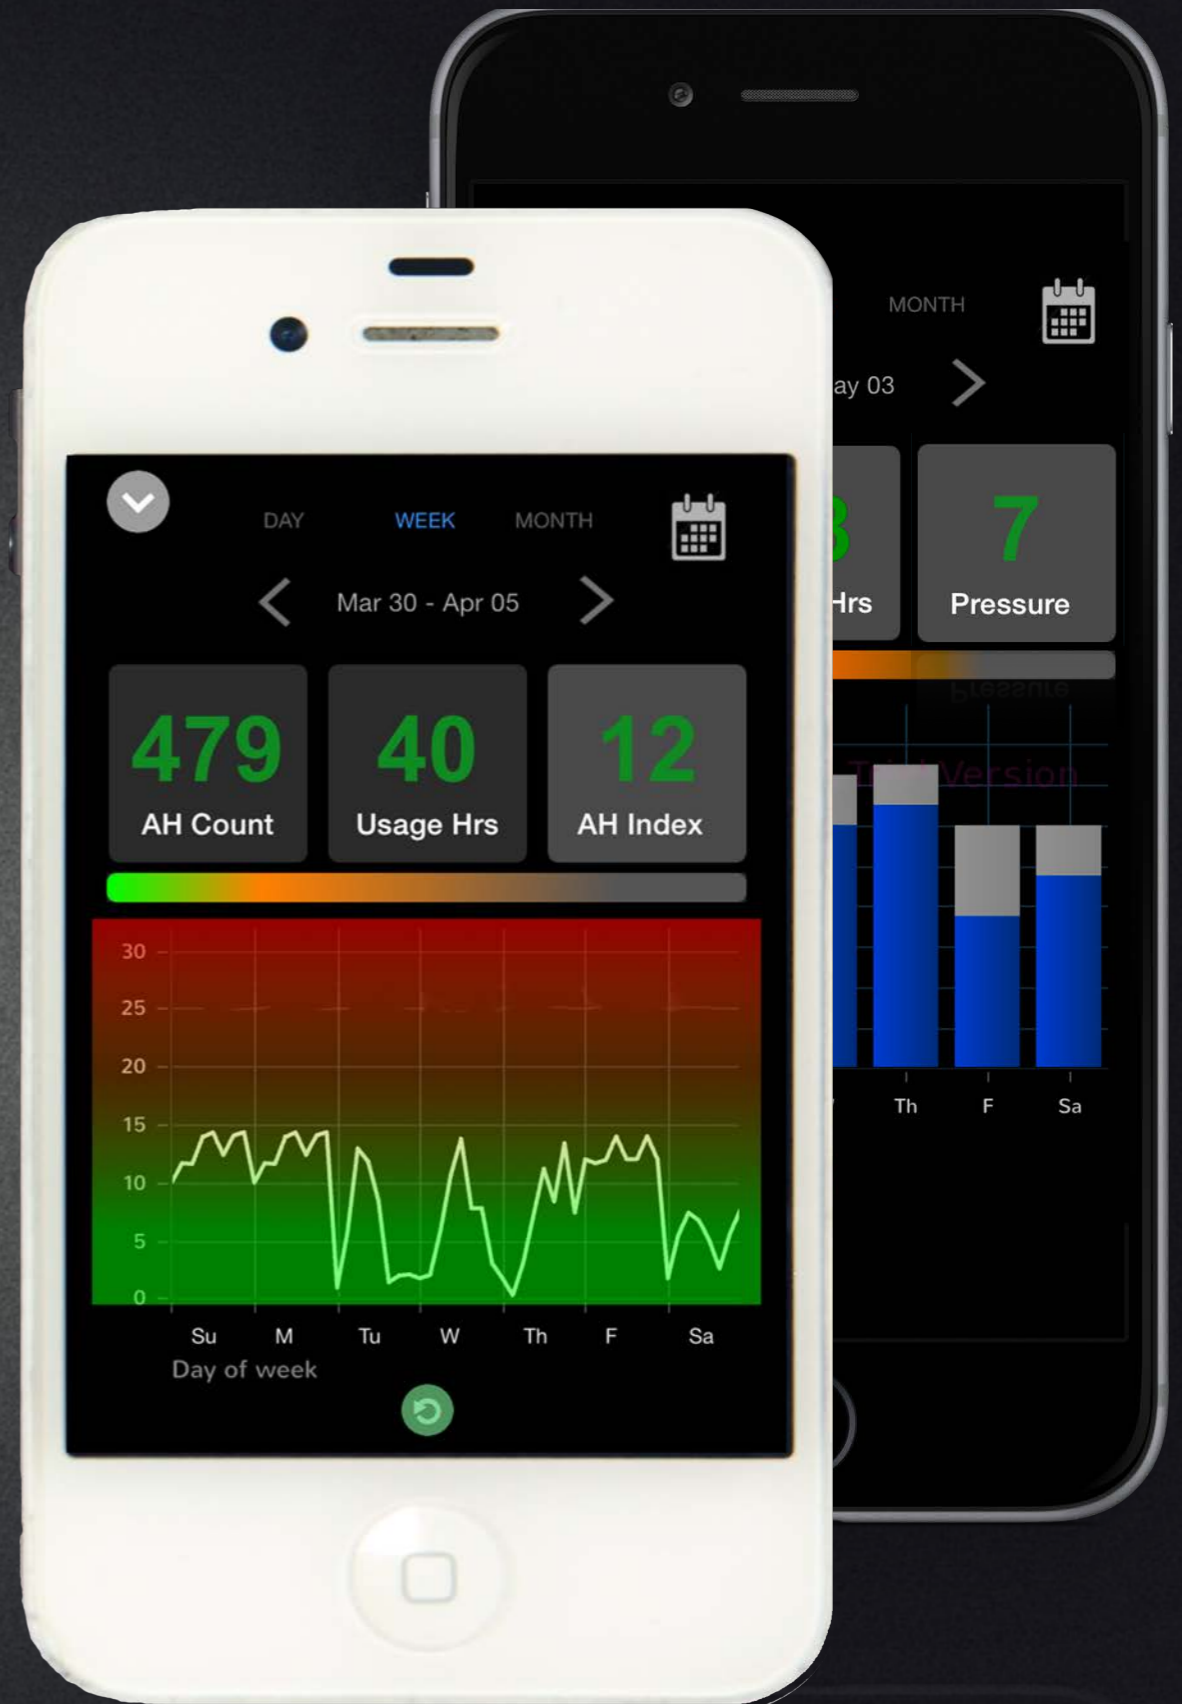 DAY WEEK MONTH
Mar 30 - Apr 05
479 40 12
AH Count Usage Hrs AH Index
30
25
20
15
10
5
0
Su M Tu W Th F Sa
Day of week
MONTH
ay 03
7
Hrs Pressure
Pressure
Version
Th F Sa